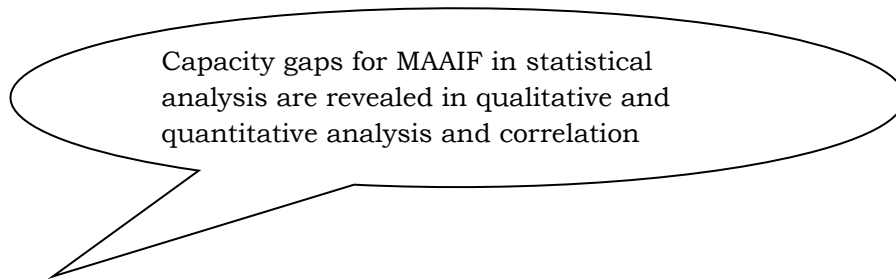 Capacity gaps for MAAIF in statistical
analysis are revealed in qualitative and
quantitative analysis and correlation